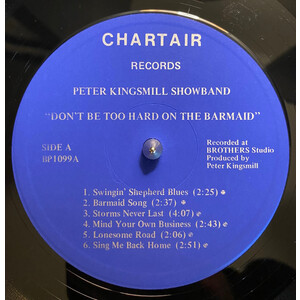 CHARTAIR
RECORDS
PETER KINGSMILL SHOWBAND
"DON'T BE TOO HARD ON THE BARMAID"
SIDE A
BP1099A
Recorded at
BROTHERS Studio
Produced by
Peter Kingsmill
1. Swingin' Shepherd Blues (2:25)
2. Barmaid Song (2:37)
3. Storms Never Last (4:07)
4. Mind Your Own Business (2:43)
5. Lonesome Road (2:06)
6. Sing Me Back Home (2:51)